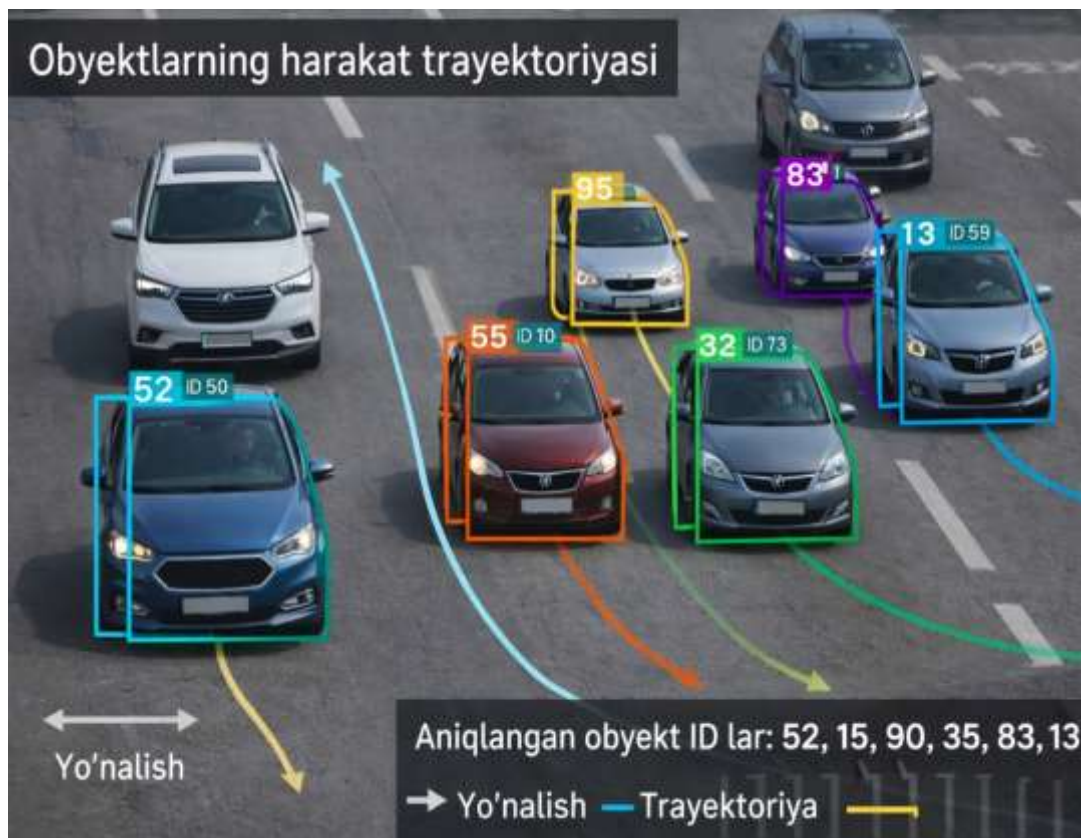 Obyektlarning harakat trayektoriyasi
95
83
13 ID 59
55 ID 10
32 ID 73
52 ID 50
Yo'nalish
Aniqlangan obyekt ID lar: 52, 15, 90, 35, 83, 13
Yo'nalish Trayektoriya